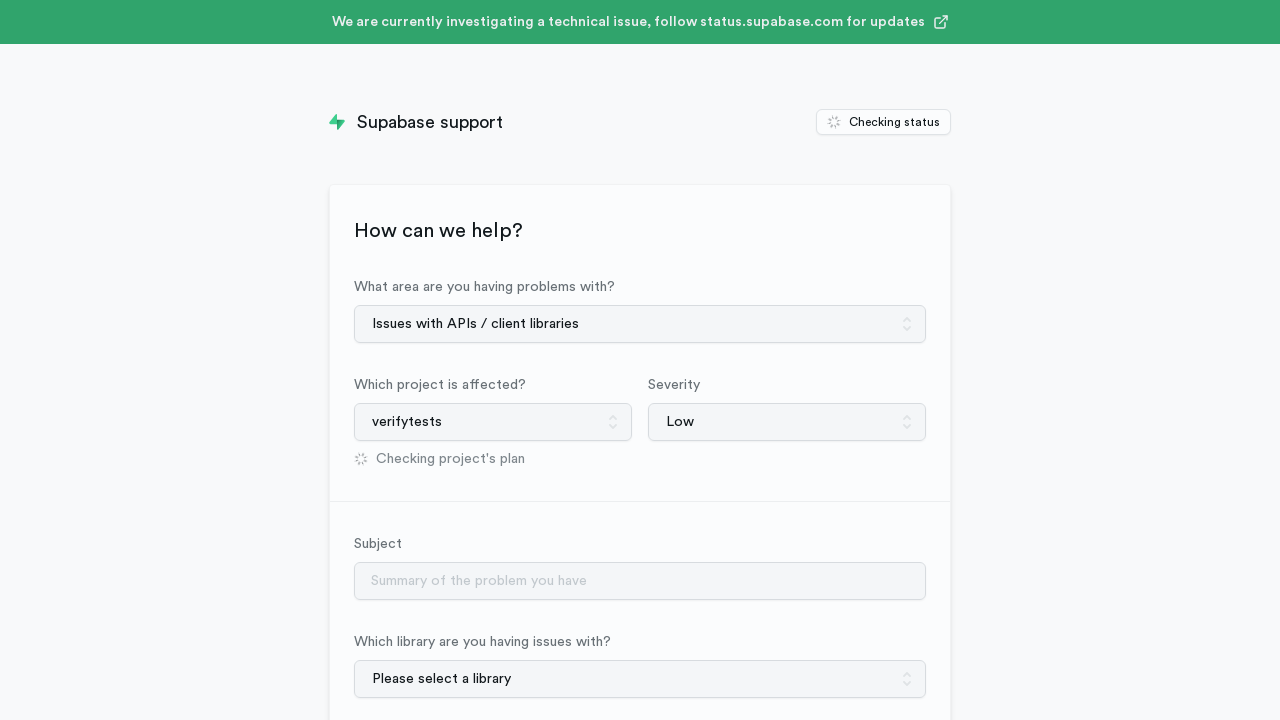 We are currently investigating a technical issue, follow status.supabase.com for updates
Supabase support
Checking status
How can we help?
What area are you having problems with?
Issues with APIs / client libraries
Which project is affected?
Severity
verifytests
Low
Checking project's plan
Subject
Summary of the problem you have
Which library are you having issues with?
Please select a library